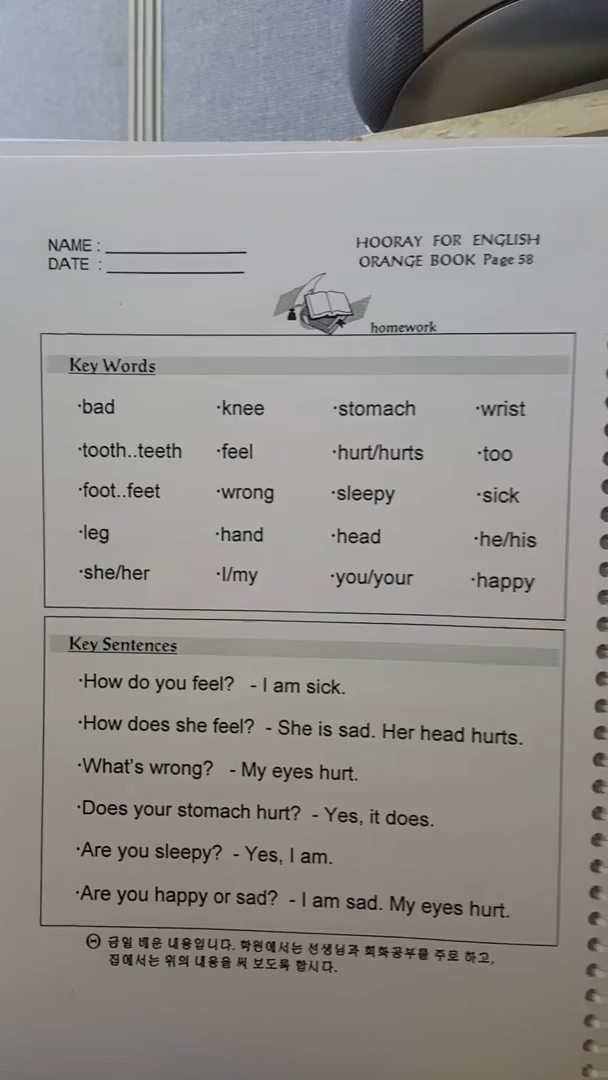 NAME : ____________
DATE : ____________
HOORAY FOR ENGLISH
ORANGE BOOK Page 58
homework
Key Words
·bad ·knee ·stomach ·wrist
·tooth..teeth ·feel ·hurt/hurts ·too
·foot..feet ·wrong ·sleepy ·sick
·leg ·hand ·head ·he/his
·she/her ·I/my ·you/your ·happy
Key Sentences
·How do you feel? - I am sick.
·How does she feel? - She is sad. Her head hurts.
·What's wrong? - My eyes hurt.
·Does your stomach hurt? - Yes, it does.
·Are you sleepy? - Yes, I am.
·Are you happy or sad? - I am sad. My eyes hurt.
금일 배운 내용입니다. 학원에서는 선생님과 회화공부를 주로 하고,
집에서는 위의 내용을 써 보도록 합시다.